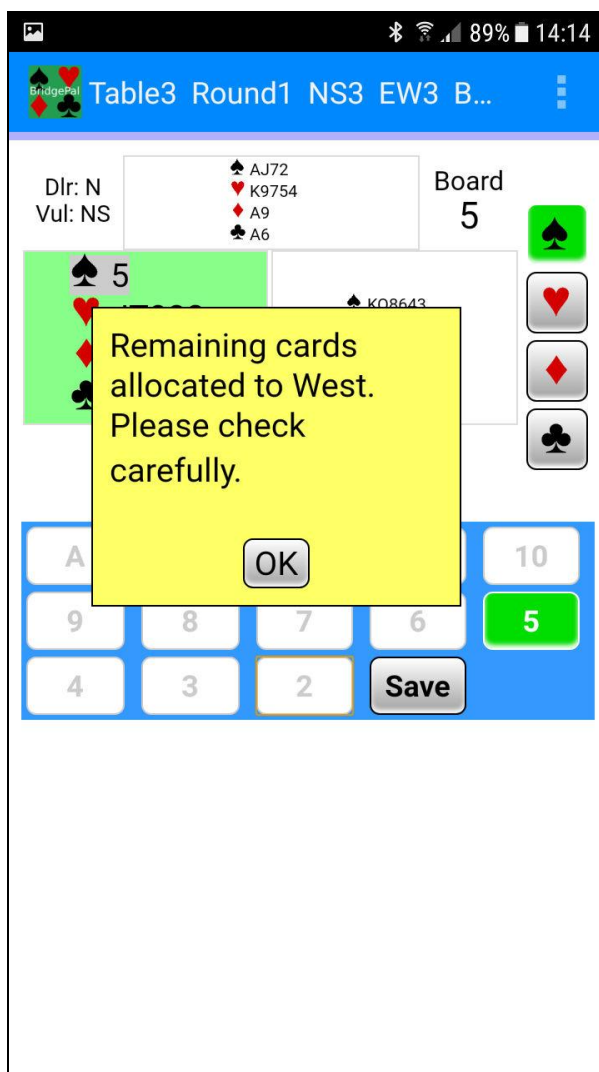 89% 14:14
BridgePal Table3 Round1 NS3 EW3 B...
Dlr: N
Vul: NS
♠ AJ72
♥ K9754
♦ A9
♣ A6
Board
5
♠ 5
♠ KQ8643
Remaining cards
allocated to West.
Please check
carefully.
OK
A
10
9 8 7 6 5
4 3 2 Save